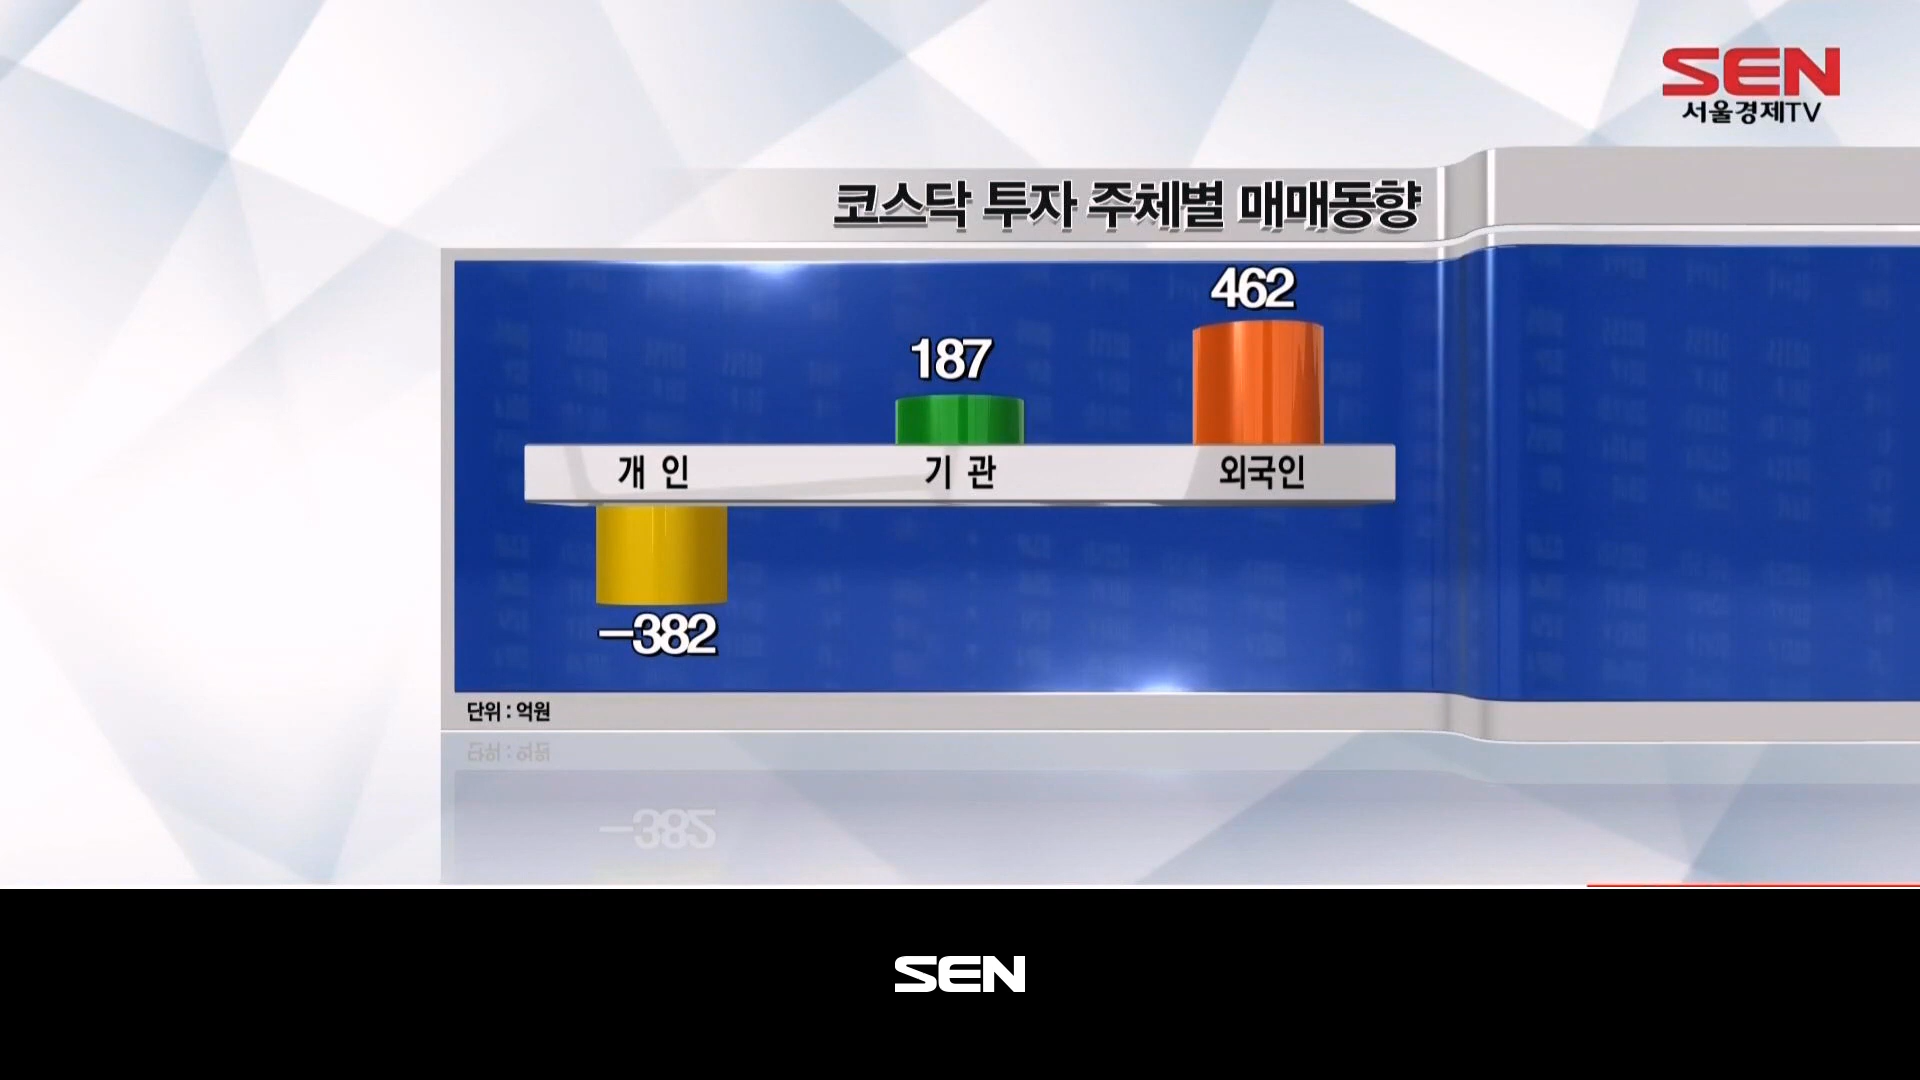 SEN
서울경제TV
코스닥 투자 주체별 매매동향
462
187
개 인 기 관 외국인
-382
단위 : 억원
SEN